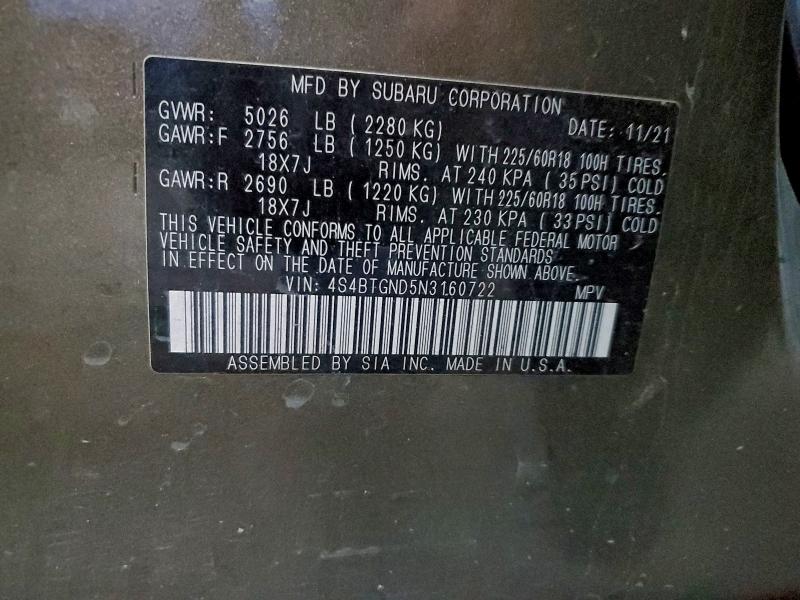 MFD BY SUBARU CORPORATION
GVWR: 5026 LB ( 2280 KG) DATE: 11/21
GAWR:F 2756 LB ( 1250 KG) WITH 225/60R18 100H TIRES.
18X7J RIMS. AT 240 KPA ( 35 PSI) COLD
GAWR:R 2690 LB ( 1220 KG) WITH 225/60R18 100H TIRES.
18X7J RIMS. AT 230 KPA ( 33 PSI) COLD
THIS VEHICLE CONFORMS TO ALL APPLICABLE FEDERAL MOTOR
VEHICLE SAFETY AND THEFT PREVENTION STANDARDS
IN EFFECT ON THE DATE OF MANUFACTURE SHOWN ABOVE.
VIN: 4S4BTGND5N3160722 MPV
ASSEMBLED BY SIA INC. MADE IN U.S.A.